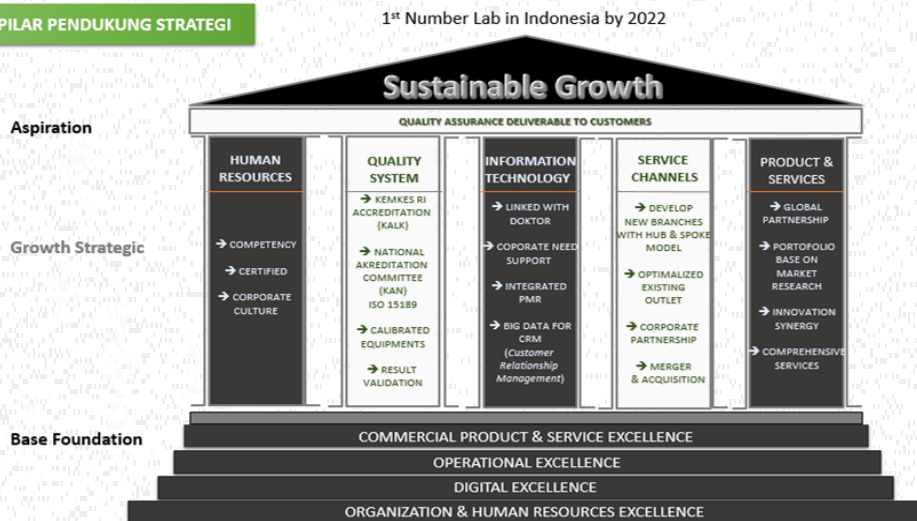 PILAR PENDUKUNG STRATEGI
1st Number Lab in Indonesia by 2022
Sustainable Growth
Aspiration
QUALITY ASSURANCE DELIVERABLE TO CUSTOMERS
Growth Strategic
HUMAN
RESOURCES
→ COMPETENCY
→ CERTIFIED
→ CORPORATE
CULTURE
QUALITY
SYSTEM
→ KEMKES RI
ACCREDITATION
(KALK)
→ NATIONAL
AKREDITATION
COMMITTEE
(KAN)
ISO 15189
→ CALIBRATED
EQUIPMENTS
→ RESULT
VALIDATION
INFORMATION
TECHNOLOGY
→ LINKED WITH
DOKTOR
→ COPORATE NEED
SUPPORT
→ INTEGRATED
PMR
→ BIG DATA FOR
CRM
(Customer
Relationship
Management)
SERVICE
CHANNELS
→ DEVELOP
NEW BRANCHES
WITH HUB & SPOKE
MODEL
→ OPTIMALIZED
EXISTING
OUTLET
→ CORPORATE
PARTNERSHIP
→ MERGER
& ACQUISITION
PRODUCT &
SERVICES
→ GLOBAL
PARTNERSHIP
→ PORTOFOLIO
BASE ON
MARKET
RESEARCH
→ INNOVATION
SYNERGY
→ COMPREHENSIVE
SERVICES
Base Foundation
COMMERCIAL PRODUCT & SERVICE EXCELLENCE
OPERATIONAL EXCELLENCE
DIGITAL EXCELLENCE
ORGANIZATION & HUMAN RESOURCES EXCELLENCE